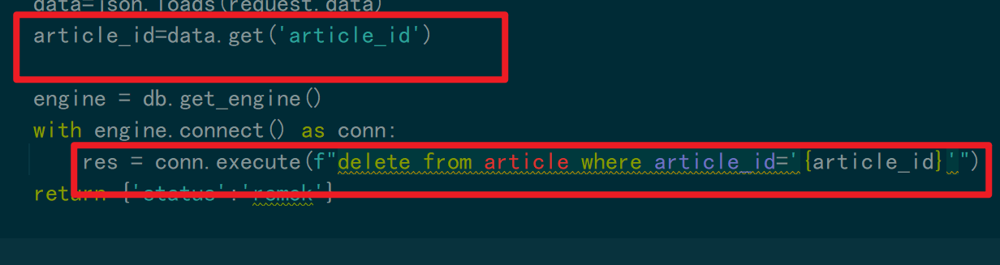 data=json.loads(request.data)
article_id=data.get('article_id')
engine = db.get_engine()
with engine.connect() as conn:
res = conn.execute(f"delete from article where article_id='{article_id}'")
return {'status':'romok'}